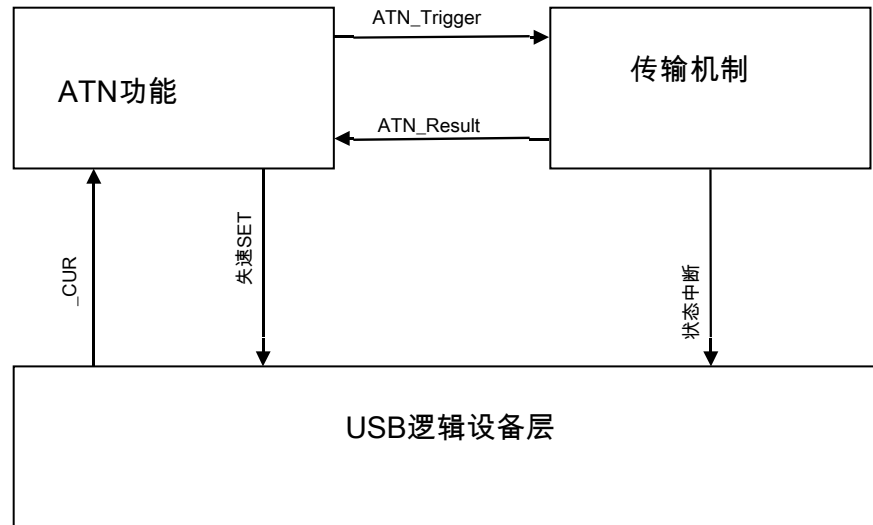 ATN_Trigger
ATN功能
传输机制
ATN_Result
_CUR
失速SET
状态中断
USB逻辑设备层